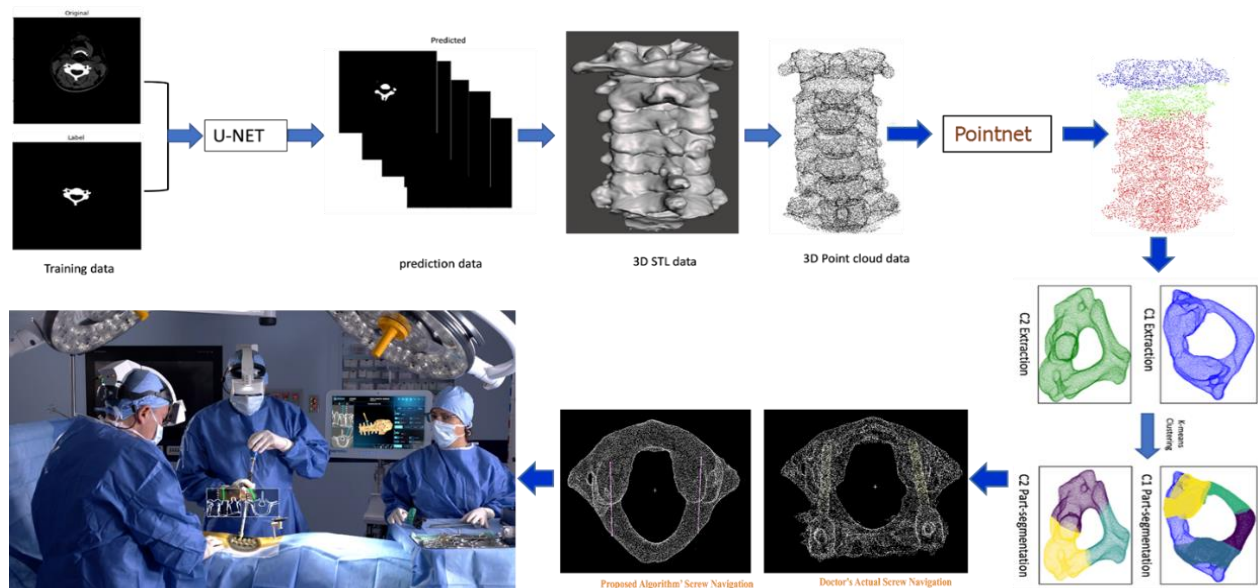 Original
Label
Training data
U-NET
Predicted
prediction data
3D STL data
3D Point cloud data
Pointnet
C2 Extraction
C1 Extraction
K-means
Clustering
C2 Part-segmentation
C1 Part-segmentation
Proposed Algorithm' Screw Navigation
Doctor's Actual Screw Navigation